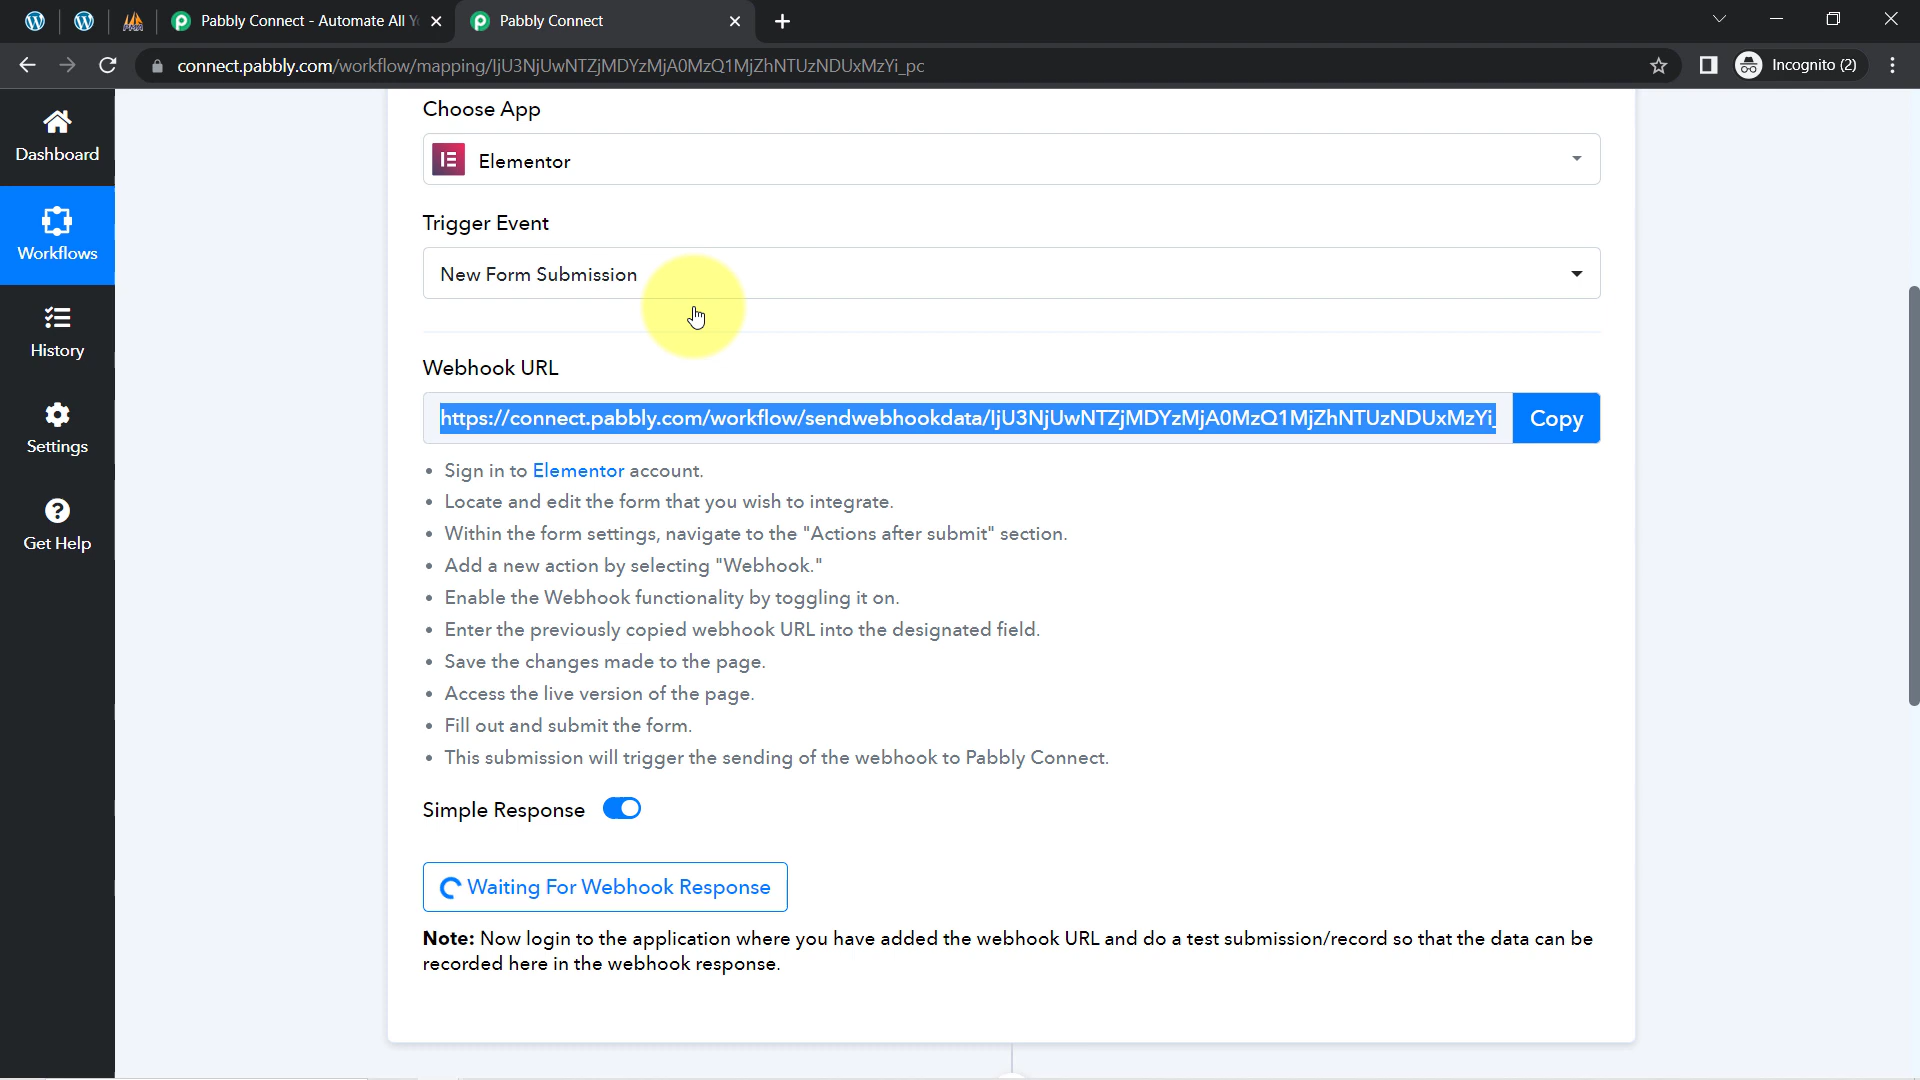 Pabbly Connect - Automate All Y
Pabbly Connect
connect.pabbly.com/workflow/mapping/IjU3NjUwNTZjMDYzMjA0MzQ1MjZhNTUzNDUxMzYi_pc
Incognito (2)
Dashboard
Workflows
History
Settings
Get Help
Choose App
Elementor
Trigger Event
New Form Submission
Webhook URL
https://connect.pabbly.com/workflow/sendwebhookdata/IjU3NjUwNTZjMDYzMjA0MzQ1MjZhNTUzNDUxMzYi_
Copy
• Sign in to Elementor account.
• Locate and edit the form that you wish to integrate.
• Within the form settings, navigate to the "Actions after submit" section.
• Add a new action by selecting "Webhook."
• Enable the Webhook functionality by toggling it on.
• Enter the previously copied webhook URL into the designated field.
• Save the changes made to the page.
• Access the live version of the page.
• Fill out and submit the form.
• This submission will trigger the sending of the webhook to Pabbly Connect.
Simple Response
Waiting For Webhook Response
Note: Now login to the application where you have added the webhook URL and do a test submission/record so that the data can be
recorded here in the webhook response.